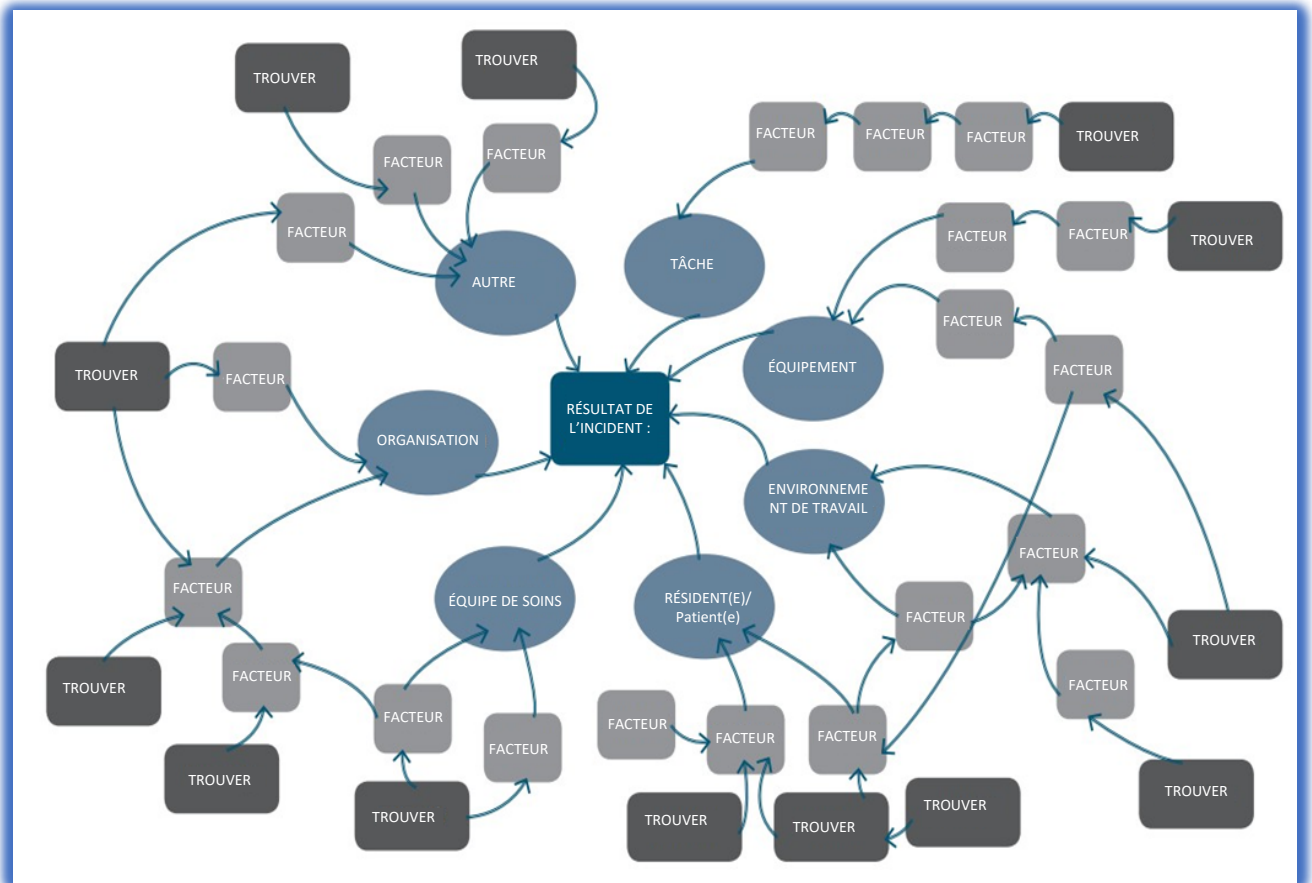 TROUVER
TROUVER
FACTEUR
FACTEUR
FACTEUR
FACTEUR
FACTEUR
TROUVER
FACTEUR
AUTRE
TÂCHE
FACTEUR
FACTEUR
TROUVER
FACTEUR
FACTEUR
ÉQUIPEMENT
TROUVER
FACTEUR
RÉSULTAT DE
L'INCIDENT :
ORGANISATION
ENVIRONNEME
NT DE TRAVAIL
FACTEUR
FACTEUR
ÉQUIPE DE SOINS
RÉSIDENT(E)/
Patient(e)
FACTEUR
TROUVER
TROUVER
FACTEUR
FACTEUR
FACTEUR
FACTEUR
FACTEUR
FACTEUR
FACTEUR
TROUVER
TROUVER
TROUVER
TROUVER
TROUVER
TROUVER
TROUVER